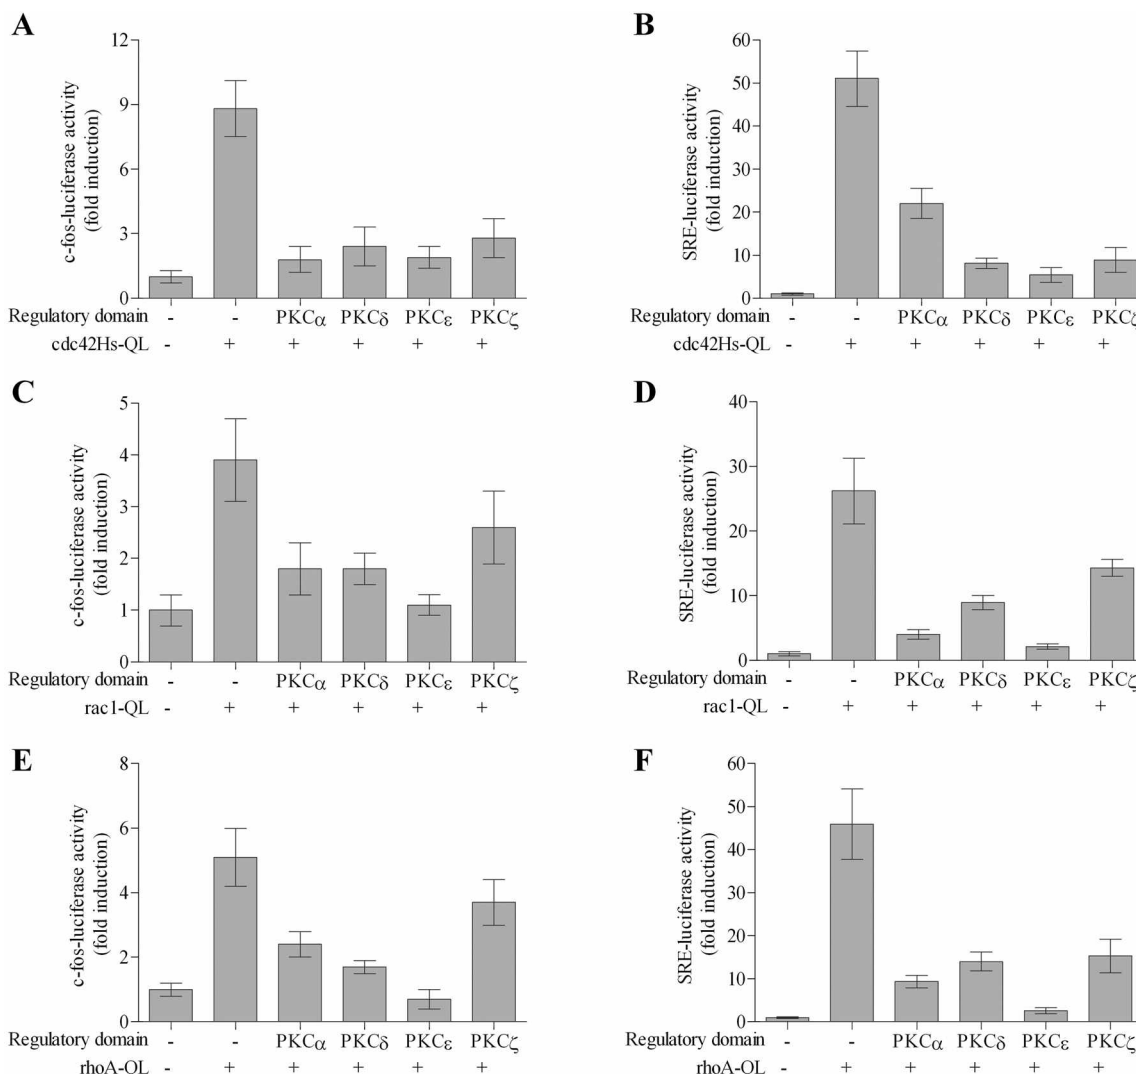 A
c-fos-luciferase activity
(fold induction)
12
9
6
3
0
Regulatory domain - - PKCα PKCδ PKCε PKCζ
cdc42Hs-QL - + + + + +
B
SRE-luciferase activity
(fold induction)
60
50
40
30
20
10
0
Regulatory domain - - PKCα PKCδ PKCε PKCζ
cdc42Hs-QL - + + + + +
C
c-fos-luciferase activity
(fold induction)
5
4
3
2
1
0
Regulatory domain - - PKCα PKCδ PKCε PKCζ
rac1-QL - + + + + +
D
SRE-luciferase activity
(fold induction)
40
30
20
10
0
Regulatory domain - - PKCα PKCδ PKCε PKCζ
rac1-QL - + + + + +
E
c-fos-luciferase activity
(fold induction)
8
6
4
2
0
Regulatory domain - - PKCα PKCδ PKCε PKCζ
rhoA-QL - + + + + +
F
SRE-luciferase activity
(fold induction)
60
50
40
30
20
10
0
Regulatory domain - - PKCα PKCδ PKCε PKCζ
rhoA-QL - + + + + +